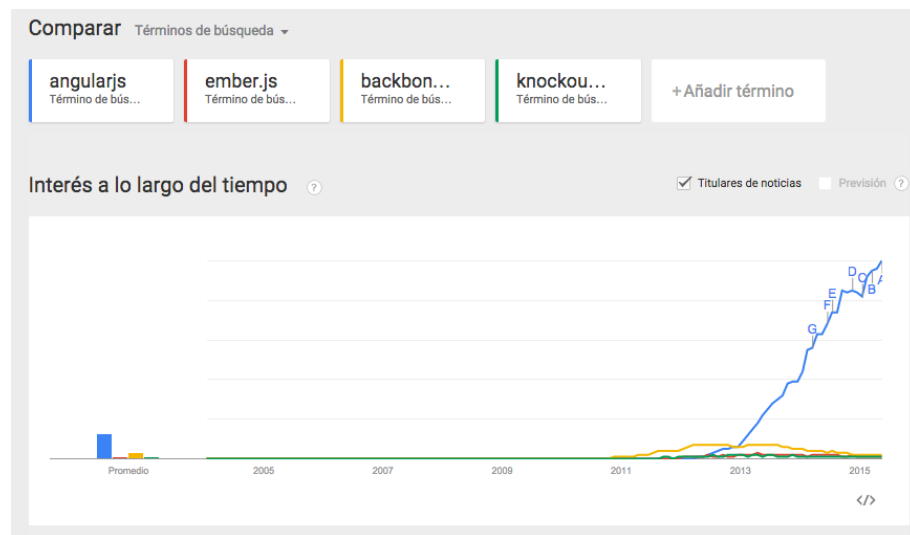 Comparar Términos de búsqueda
angularjs
Término de bús...
ember.js
Término de bús...
backbon...
Término de bús...
knockou...
Término de bús...
+Añadir término
Interés a lo largo del tiempo ?
Titulares de noticias
Previsión ?
D
C
A
E
B
F
G
Promedio 2005 2007 2009 2011 2013 2015
</>